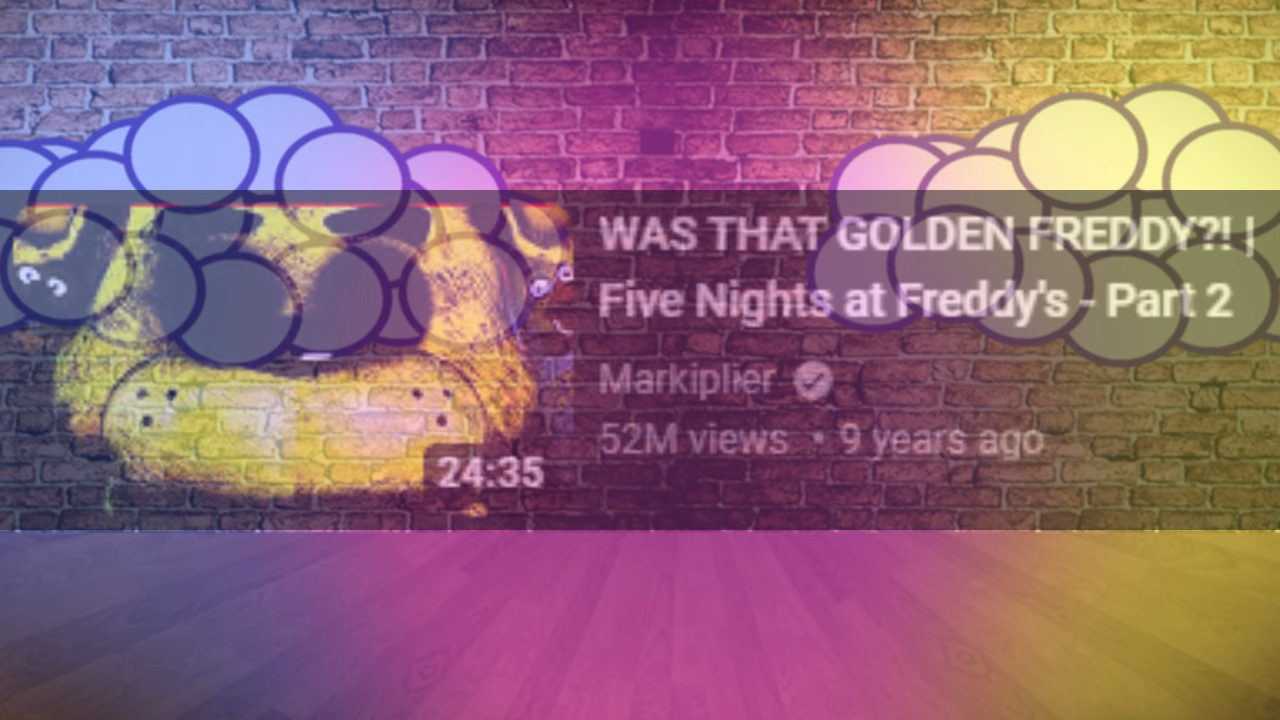 WAS THAT GOLDEN FREDDY?! |
Five Nights at Freddy's - Part 2
Markiplier
52M views • 9 years ago
24:35